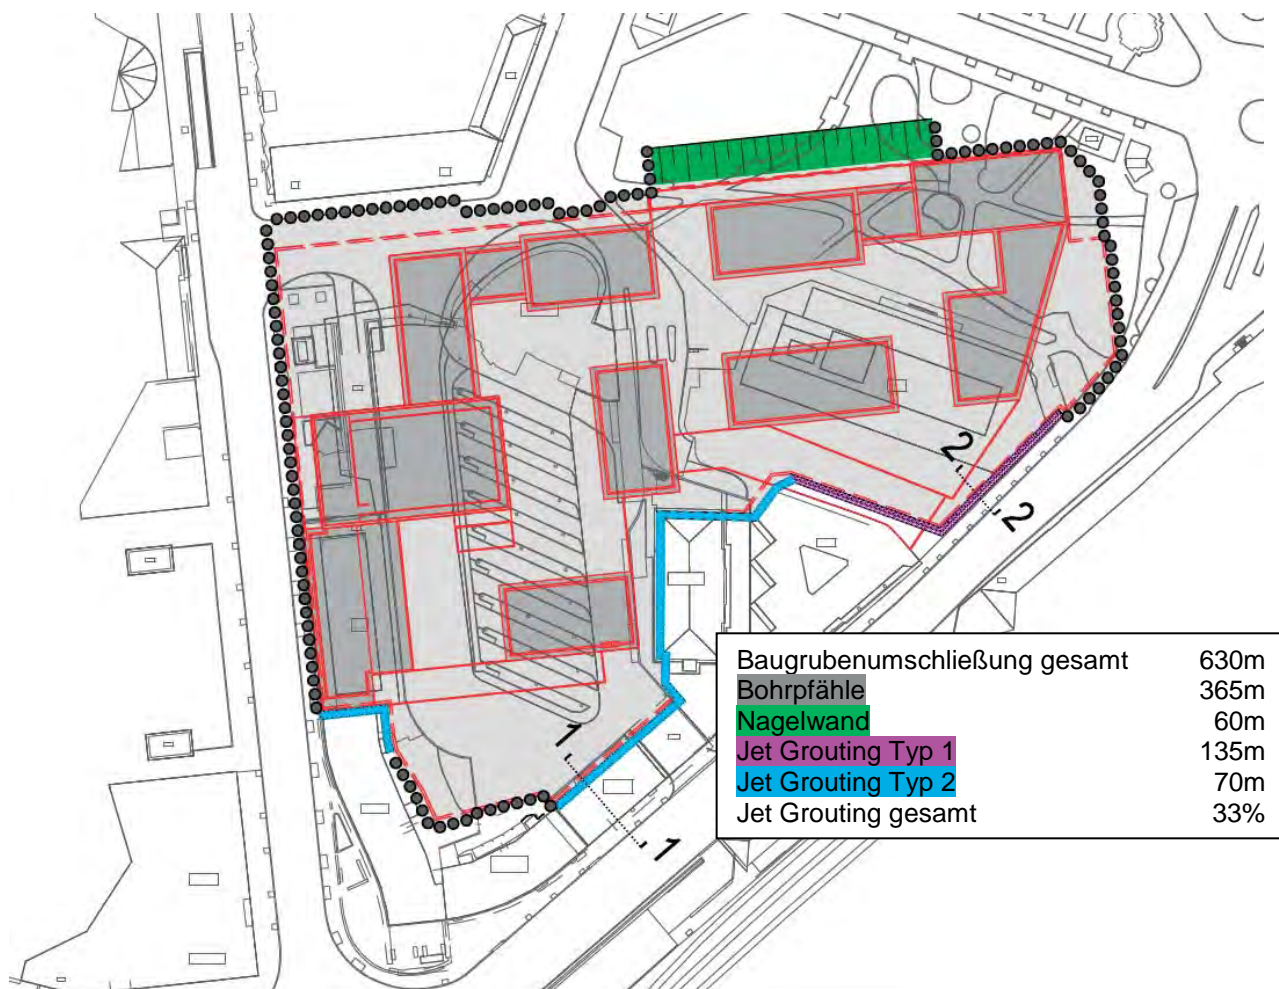 2
2
Baugrubenumschließung gesamt 630m
Bohrpfähle 365m
Nagelwand 60m
Jet Grouting Typ 1 135m
Jet Grouting Typ 2 70m
Jet Grouting gesamt 33%
1
1